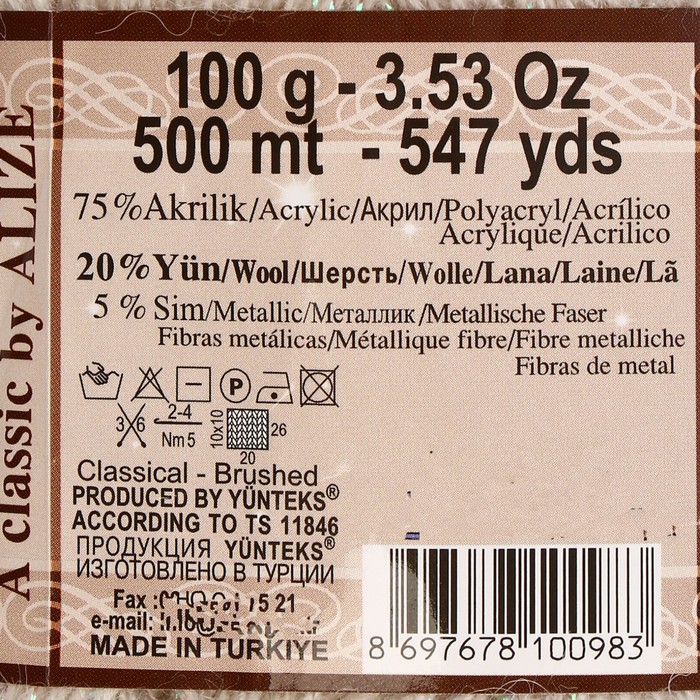 A classic by ALIZE
100 g - 3.53 Oz
500 mt - 547 yds
75%Akrilik/Acrylic/Акрил/Polyacryl/Acrílico
Acrylique/Acrilico
20%Yün/Wool/Шерсть/Wolle/Lana/Laine/Lã
5 % Sim/Metallic/Металлик/Metallische Faser
Fibras metálicas/Métallique fibre/Fibre metalliche
Fibras de metal
P
3 6
2-4
Nm 5
10x10
26
20
Classical - Brushed
PRODUCED BY YÜNTEKS®
ACCORDING TO TS 11846
ПРОДУКЦИЯ YÜNTEKS®
ИЗГОТОВЛЕНО В ТУРЦИИ
Fax : 5 21
e-mail:
MADE IN TURKIYE
8 697678 100983